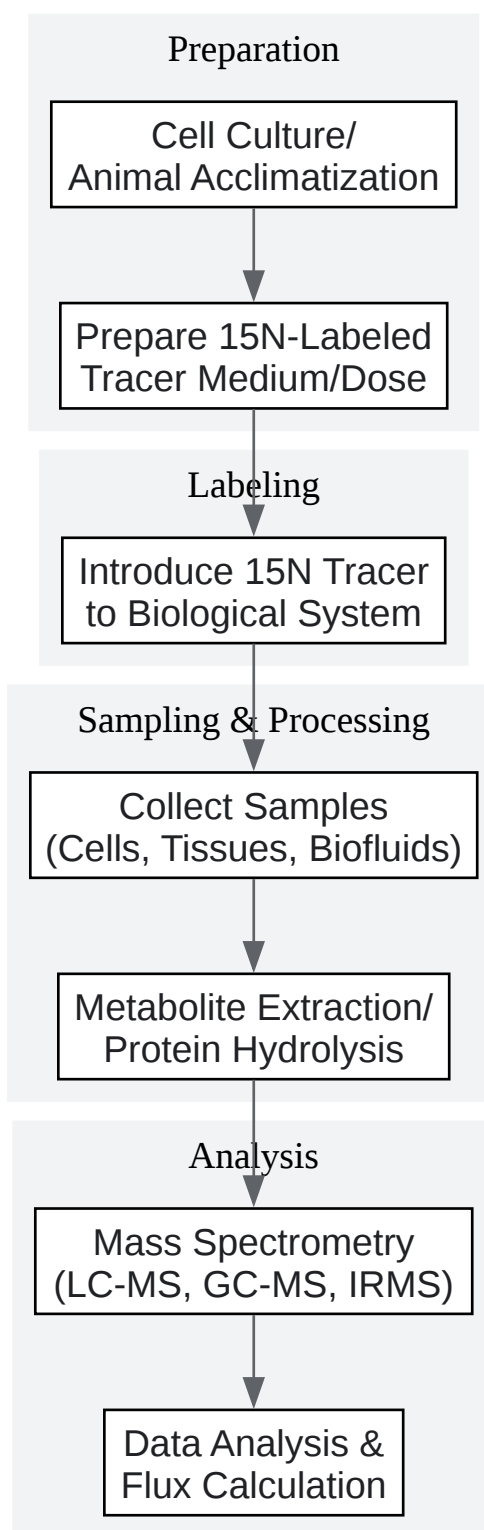 Preparation
Cell Culture/
Animal Acclimatization
Prepare 15N-Labeled
Tracer Medium/Dose
Labeling
Introduce 15N Tracer
to Biological System
Sampling & Processing
Collect Samples
(Cells, Tissues, Biofluids)
Metabolite Extraction/
Protein Hydrolysis
Analysis
Mass Spectrometry
(LC-MS, GC-MS, IRMS)
Data Analysis &
Flux Calculation